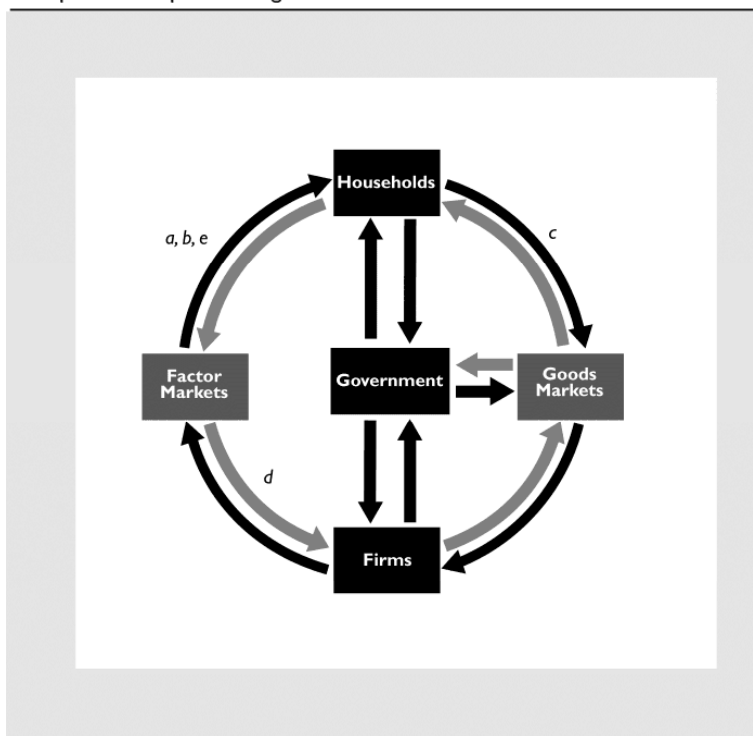 Households
a, b, e
c
Factor
Markets
Government
Goods
Markets
d
Firms